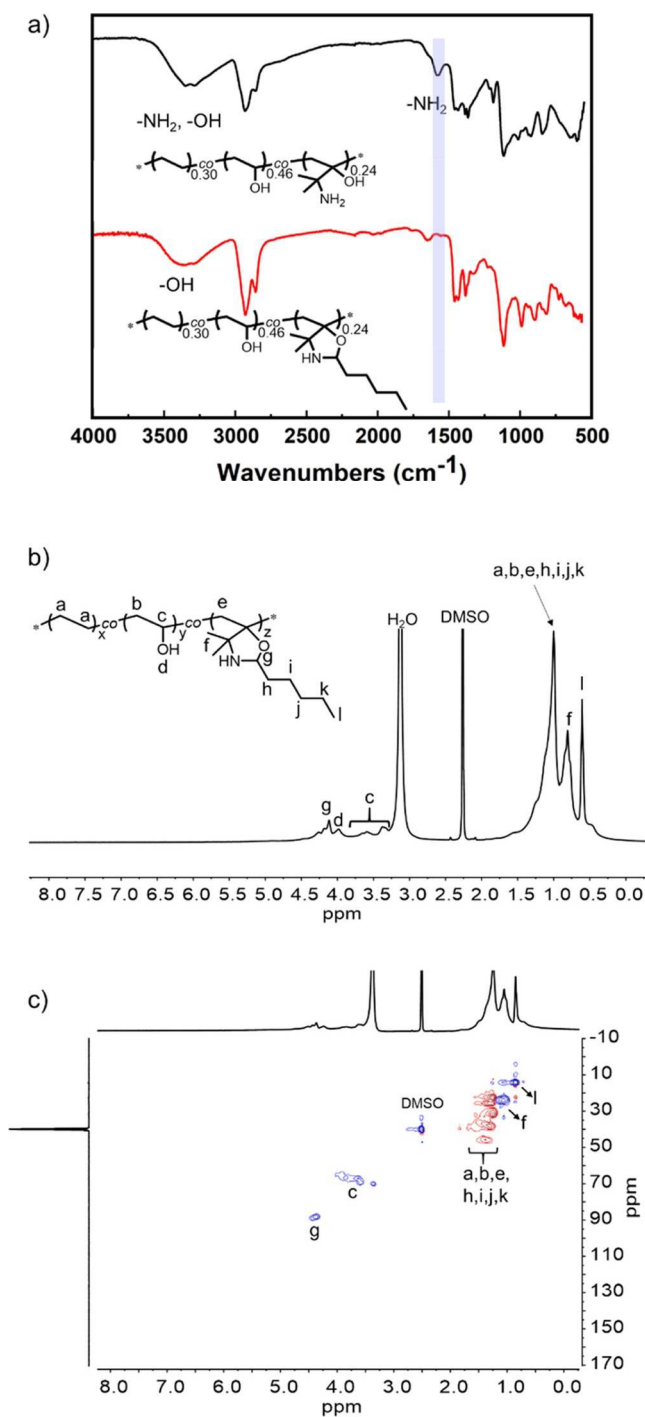 a)
-NH2, -OH
-NH2
* ( )0.30 co ( )0.46 co ( )0.24 *
OH
OH
NH2
-OH
* ( )0.30 co ( )0.46 co ( )0.24 *
OH
O
HN
4000 3500 3000 2500 2000 1500 1000 500
Wavenumbers (cm-1)
b)
a,b,e,h,i,j,k
a b e
* a x co c y co z *
H2O
DMSO
OH
d
f
O
g
HN
i
h
k
j
l
g
d
c
f
l
8.0 7.5 7.0 6.5 6.0 5.5 5.0 4.5 4.0 3.5 3.0 2.5 2.0 1.5 1.0 0.5 0.0
ppm
c)
-10
10
30
50
70
90
110
130
150
170
ppm
DMSO
l
f
a,b,e,
h,i,j,k
c
g
8.0 7.0 6.0 5.0 4.0 3.0 2.0 1.0 0.0
ppm